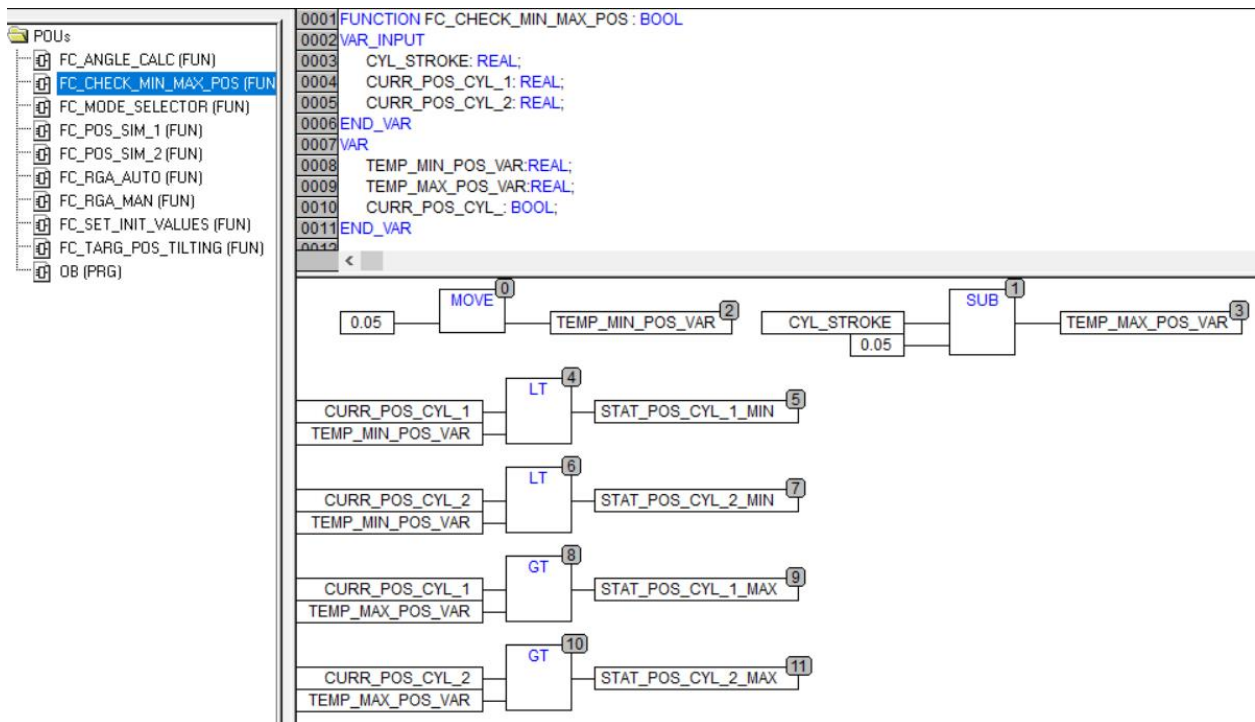 POUs
FC_ANGLE_CALC (FUN)
FC_CHECK_MIN_MAX_POS (FUN
FC_MODE_SELECTOR (FUN)
FC_POS_SIM_1 (FUN)
FC_POS_SIM_2 (FUN)
FC_RGA_AUTO (FUN)
FC_RGA_MAN (FUN)
FC_SET_INIT_VALUES (FUN)
FC_TARG_POS_TILTING (FUN)
OB (PRG)
0001 FUNCTION FC_CHECK_MIN_MAX_POS : BOOL
0002 VAR_INPUT
0003 CYL_STROKE: REAL;
0004 CURR_POS_CYL_1: REAL;
0005 CURR_POS_CYL_2: REAL;
0006 END_VAR
0007 VAR
0008 TEMP_MIN_POS_VAR:REAL;
0009 TEMP_MAX_POS_VAR:REAL;
0010 CURR_POS_CYL_: BOOL;
0011 END_VAR
0012
MOVE 0
0.05 TEMP_MIN_POS_VAR 2
SUB 1
CYL_STROKE TEMP_MAX_POS_VAR 3
0.05
LT 4
CURR_POS_CYL_1 STAT_POS_CYL_1_MIN 5
TEMP_MIN_POS_VAR
LT 6
CURR_POS_CYL_2 STAT_POS_CYL_2_MIN 7
TEMP_MIN_POS_VAR
GT 8
CURR_POS_CYL_1 STAT_POS_CYL_1_MAX 9
TEMP_MAX_POS_VAR
GT 10
CURR_POS_CYL_2 STAT_POS_CYL_2_MAX 11
TEMP_MAX_POS_VAR